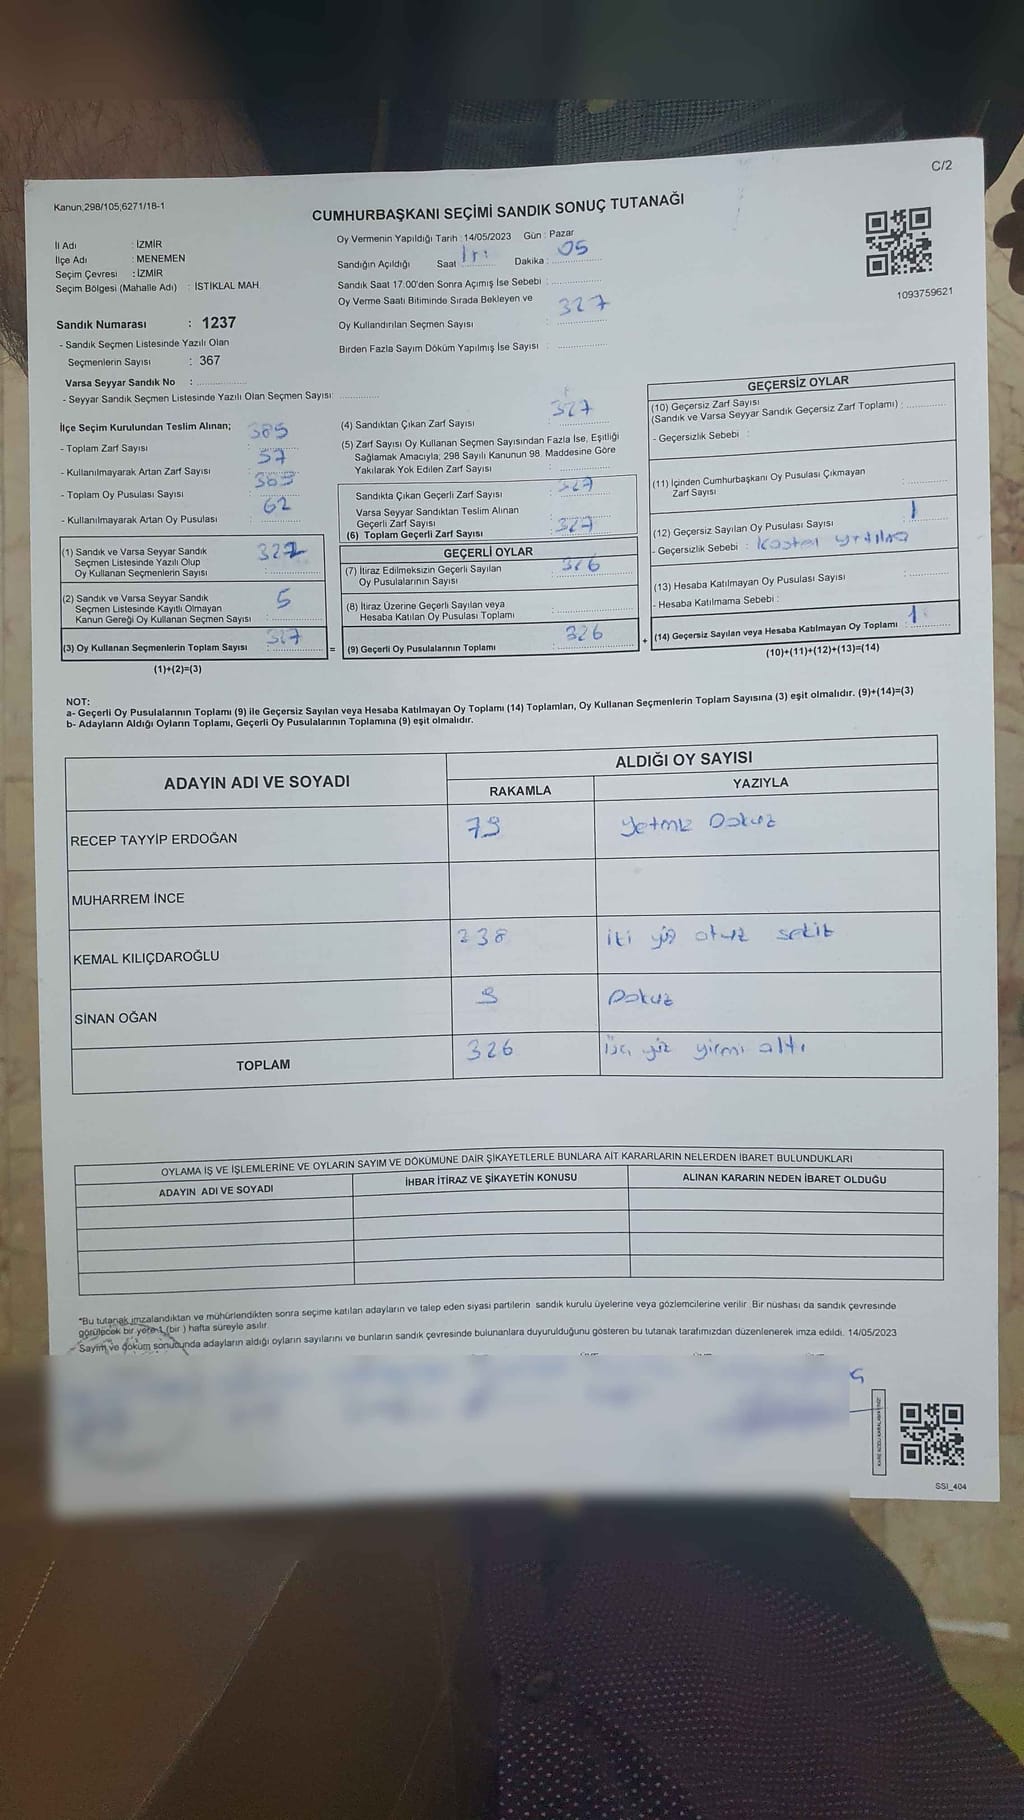 C/2
Kanun;298/105;6271/18-1
CUMHURBAŞKANI SEÇİMİ SANDIK SONUÇ TUTANAĞI
İl Adı : İZMİR
İlçe Adı : MENEMEN
Seçim Çevresi : İZMİR
Seçim Bölgesi (Mahalle Adı) : İSTİKLAL MAH.
Oy Vermenin Yapıldığı Tarih : 14/05/2023 Gün : Pazar
Sandığın Açıldığı Saat Dakika : 05
Sandık Saat 17:00'den Sonra Açımış İse Sebebi :
Oy Verme Saati Bitiminde Sırada Bekleyen ve
Oy Kullandırılan Seçmen Sayısı : 327
Birden Fazla Sayım Döküm Yapılmış İse Sayısı :
1093759621
Sandık Numarası : 1237
- Sandık Seçmen Listesinde Yazılı Olan
Seçmenlerin Sayısı : 367
Varsa Seyyar Sandık No :
- Seyyar Sandık Seçmen Listesinde Yazılı Olan Seçmen Sayısı:
İlçe Seçim Kurulundan Teslim Alınan;
- Toplam Zarf Sayısı : 385
- Kullanılmayarak Artan Zarf Sayısı : 57
- Toplam Oy Pusulası Sayısı :
- Kullanılmayarak Artan Oy Pusulası : 62
(1) Sandık ve Varsa Seyyar Sandık
Seçmen Listesinde Yazılı Olup
Oy Kullanan Seçmenlerin Sayısı :
(2) Sandık ve Varsa Seyyar Sandık
Seçmen Listesinde Kayıtlı Olmayan
Kanun Gereği Oy Kullanan Seçmen Sayısı : 5
(3) Oy Kullanan Seçmenlerin Toplam Sayısı : 327
(1)+(2)=(3)
(4) Sandıktan Çıkan Zarf Sayısı : 327
(5) Zarf Sayısı Oy Kullanan Seçmen Sayısından Fazla İse, Eşitliği
Sağlamak Amacıyla; 298 Sayılı Kanunun 98. Maddesine Göre
Yakılarak Yok Edilen Zarf Sayısı :
Sandıkta Çıkan Geçerli Zarf Sayısı : 327
Varsa Seyyar Sandıktan Teslim Alınan
Geçerli Zarf Sayısı
(6) Toplam Geçerli Zarf Sayısı : 327
GEÇERLİ OYLAR
(7) İtiraz Edilmeksizin Geçerli Sayılan
Oy Pusulalarının Sayısı : 326
(8) İtiraz Üzerine Geçerli Sayılan veya
Hesaba Katılan Oy Pusulası Toplamı :
= (9) Geçerli Oy Pusulalarının Toplamı : 326 +
GEÇERSİZ OYLAR
(10) Geçersiz Zarf Sayısı
(Sandık ve Varsa Seyyar Sandık Geçersiz Zarf Toplamı) :
- Geçersizlik Sebebi :
(11) İçinden Cumhurbaşkanı Oy Pusulası Çıkmayan
Zarf Sayısı :
(12) Geçersiz Sayılan Oy Pusulası Sayısı : 1
- Geçersizlik Sebebi :
(13) Hesaba Katılmayan Oy Pusulası Sayısı :
- Hesaba Katılmama Sebebi :
(14) Geçersiz Sayılan veya Hesaba Katılmayan Oy Toplamı : 1
(10)+(11)+(12)+(13)=(14)
NOT:
a- Geçerli Oy Pusulalarının Toplamı (9) ile Geçersiz Sayılan veya Hesaba Katılmayan Oy Toplamı (14) Toplamları, Oy Kullanan Seçmenlerin Toplam Sayısına (3) eşit olmalıdır. (9)+(14)=(3)
b- Adayların Aldığı Oyların Toplamı, Geçerli Oy Pusulalarının Toplamına (9) eşit olmalıdır.
ADAYIN ADI VE SOYADI
ALDIĞI OY SAYISI
RAKAMLA YAZIYLA
RECEP TAYYİP ERDOĞAN 79 yetmiş Dokuz
MUHARREM İNCE
KEMAL KILIÇDAROĞLU 238 iki yüz otuz sekiz
SİNAN OĞAN 9 Dokuz
TOPLAM 326 üç yüz yirmi altı
OYLAMA İŞ VE İŞLEMLERİNE VE OYLARIN SAYIM VE DÖKÜMÜNE DAİR ŞİKAYETLERLE BUNLARA AİT KARARLARIN NELERDEN İBARET BULUNDUKLARI
ADAYIN ADI VE SOYADI İHBAR İTİRAZ VE ŞİKAYETİN KONUSU ALINAN KARARIN NEDEN İBARET OLDUĞU
*Bu tutanak imzalandıktan ve mühürlendikten sonra seçime katılan adayların ve talep eden siyasi partilerin sandık kurulu üyelerine veya gözlemcilerine verilir. Bir nüshası da sandık çevresinde
görülecek bir yere 1 (bir) hafta süreyle asılır.
Sayım ve döküm sonucunda adayların aldığı oyların sayılarını ve bunların sandık çevresinde bulunanlara duyurulduğunu gösteren bu tutanak tarafımızdan düzenlenerek imza edildi. 14/05/2023
SSI_404